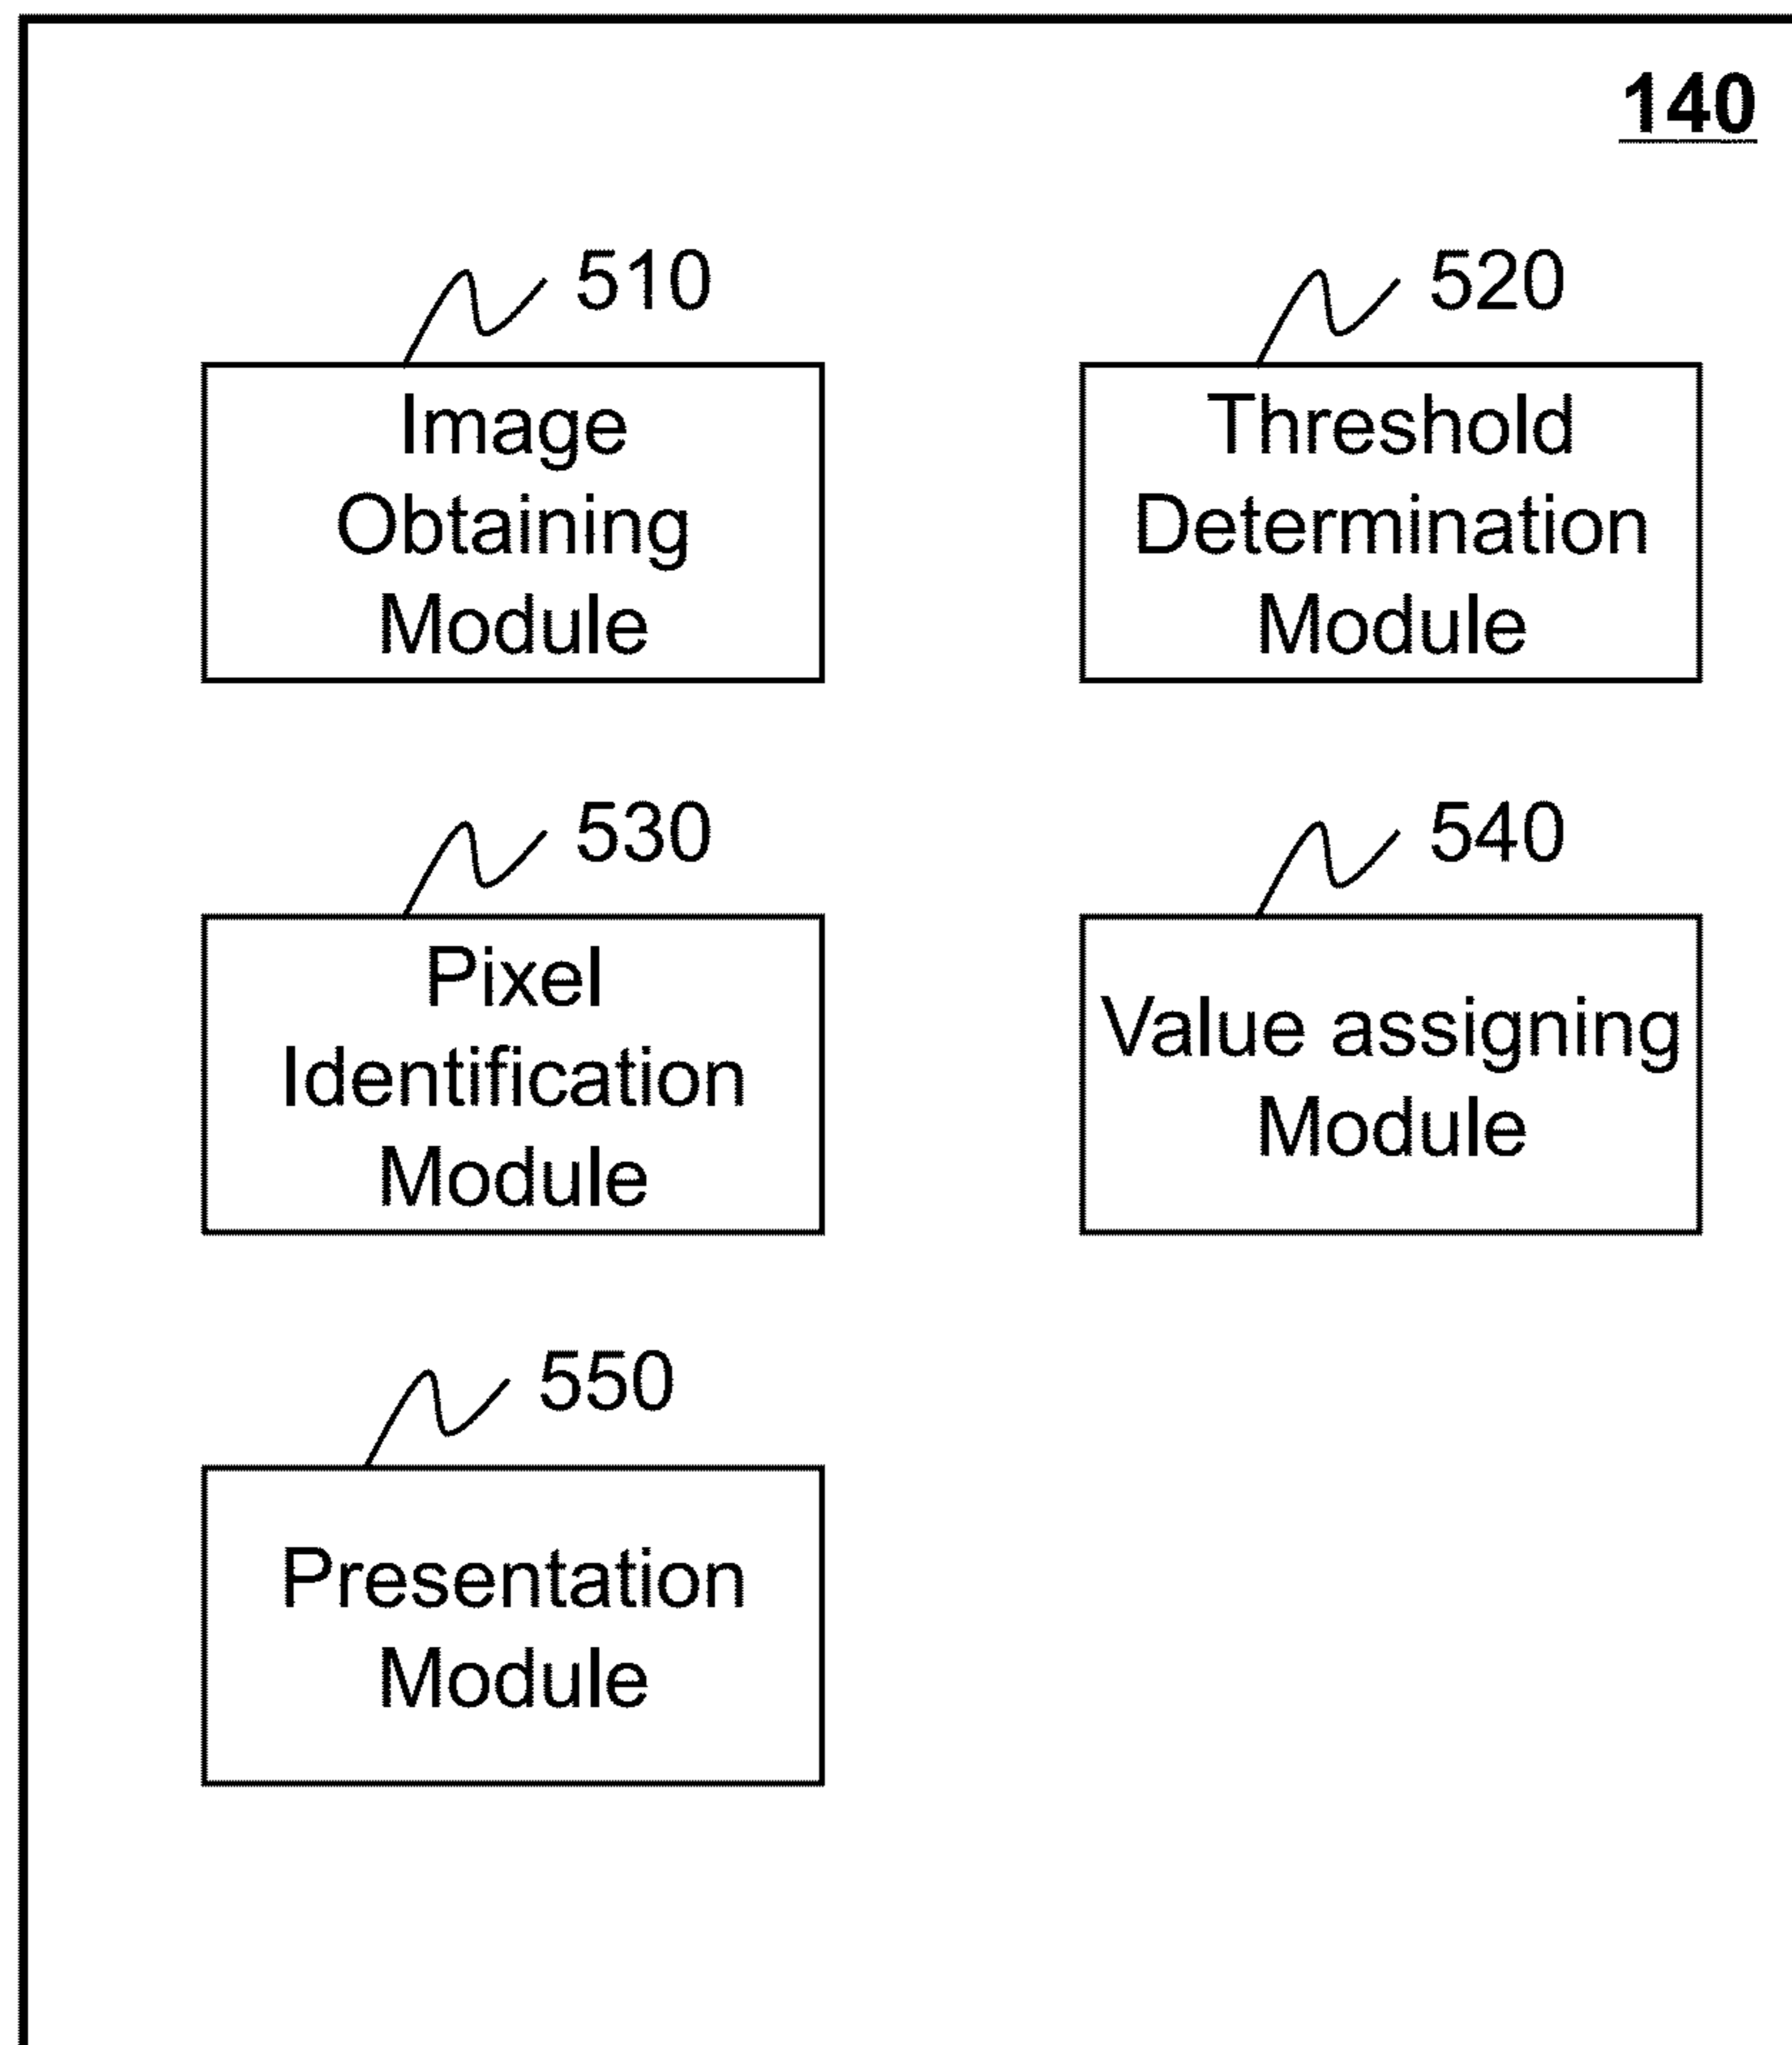 140
510
520
Image
Obtaining
Module
Threshold
Determination
Module
530
540
Pixel
Identification
Module
Value assigning
Module
550
Presentation
Module